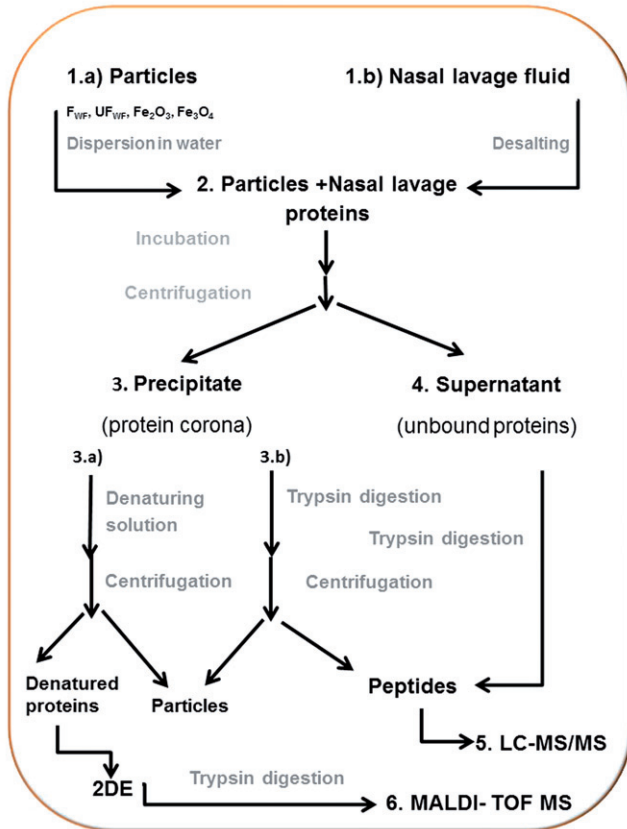 1.a) Particles
1.b) Nasal lavage fluid
F_WF, UF_WF, Fe₂O₃, Fe₃O₄
Dispersion in water
Desalting
2. Particles +Nasal lavage
proteins
Incubation
Centrifugation
3. Precipitate
4. Supernatant
(protein corona)
(unbound proteins)
3.a)
3.b)
Denaturing
solution
Trypsin digestion
Trypsin digestion
Centrifugation
Centrifugation
Denatured
proteins
Particles
Peptides
5. LC-MS/MS
2DE
Trypsin digestion
6. MALDI- TOF MS